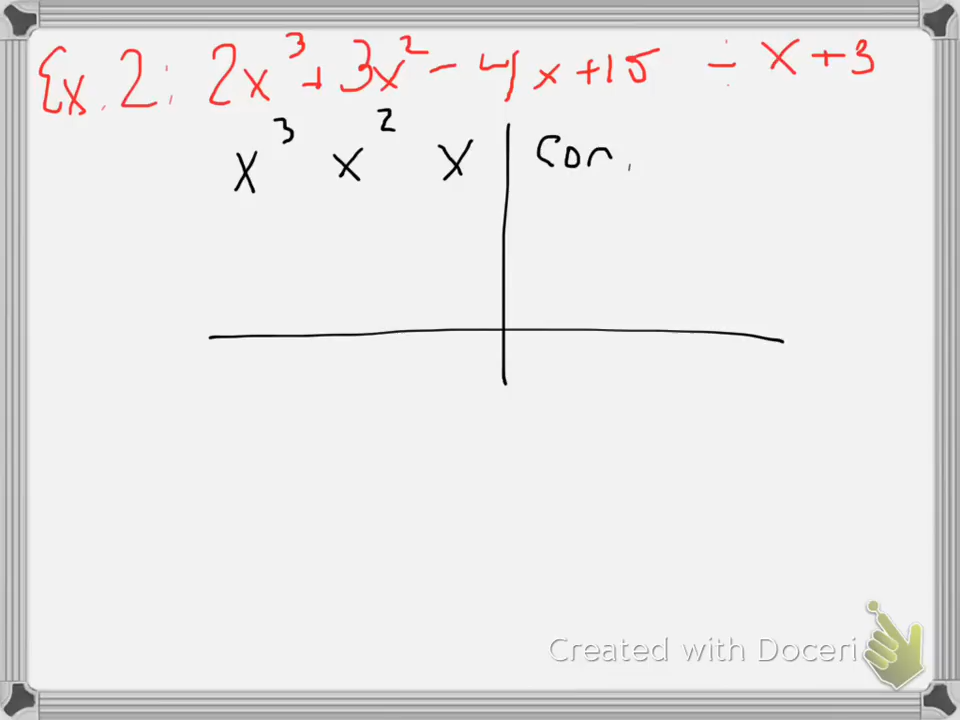 Ex. 2: 2x³ + 3x² - 4x + 15 ÷ x + 3
x³ x² x con.
Created with Doceri